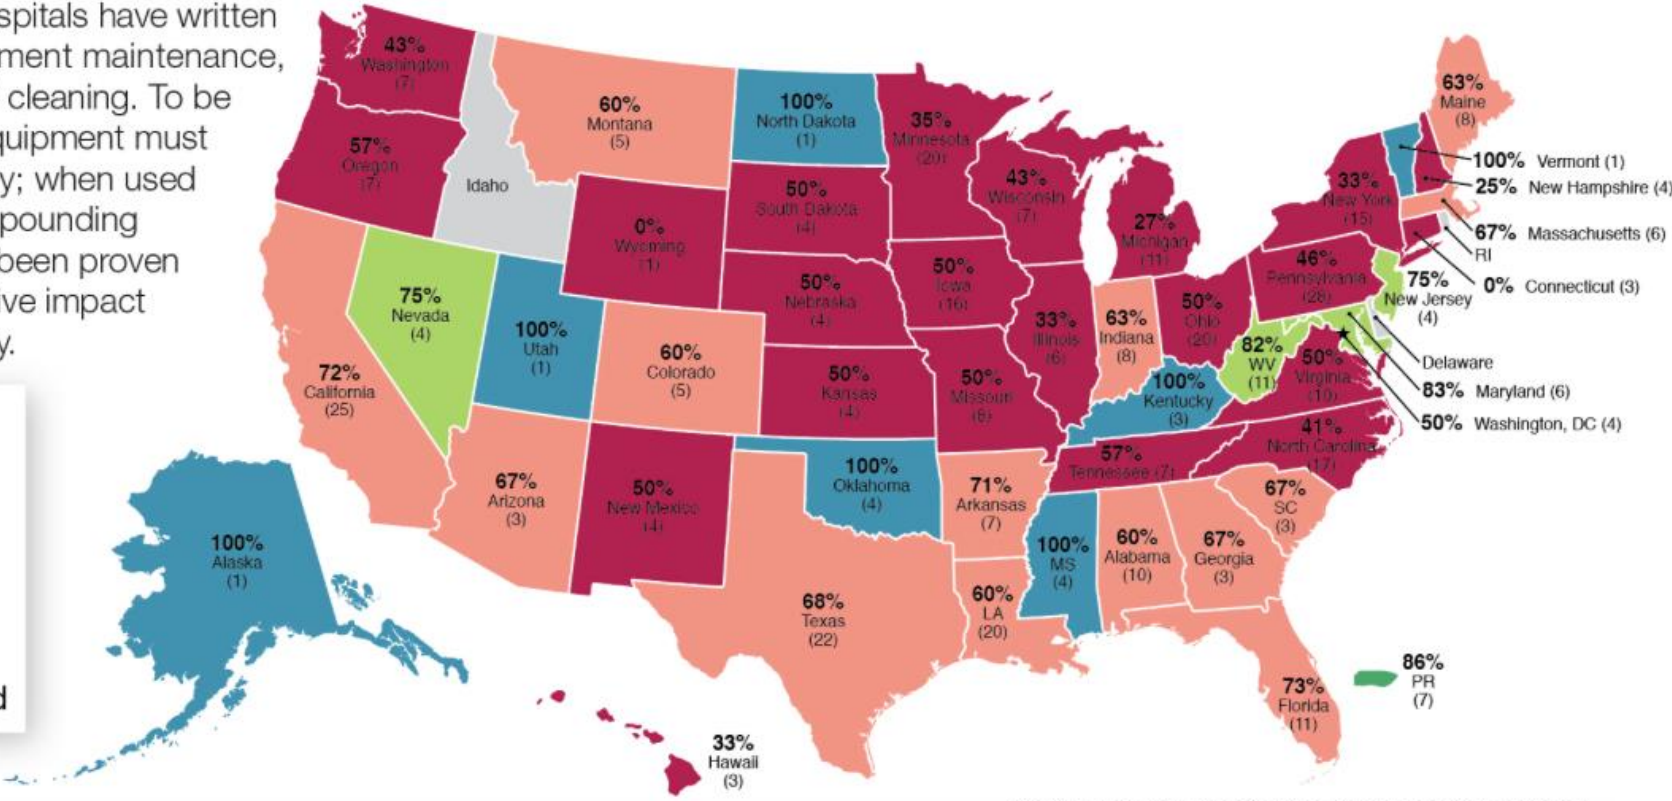 spitals have written
ment maintenance,
cleaning. To be
quipment must
y; when used
pounding
been proven
ive impact
y.
d
43%
Washington
(7)
57%
Oregon
(7)
Idaho
60%
Montana
(5)
100%
North Dakota
(1)
35%
Minnesota
(20)
50%
South Dakota
(4)
43%
Wisconsin
(7)
0%
Wyoming
(1)
27%
Michigan
(11)
33%
New York
(15)
63%
Maine
(8)
100% Vermont (1)
25% New Hampshire (4)
67% Massachusetts (6)
RI
0% Connecticut (3)
46%
Pennsylvania
(28)
75%
New Jersey
(4)
75%
Nevada
(4)
100%
Utah
(1)
50%
Nebraska
(4)
50%
Iowa
(16)
33%
Illinois
(6)
63%
Indiana
(8)
50%
Ohio
(20)
82%
WV
(11)
50%
Virginia
(10)
Delaware
83% Maryland (6)
50% Washington, DC (4)
72%
California
(25)
60%
Colorado
(5)
50%
Kansas
(4)
50%
Missouri
(8)
100%
Kentucky
(3)
57%
Tennessee (7)
41%
North Carolina
(17)
67%
Arizona
(3)
50%
New Mexico
(4)
100%
Oklahoma
(4)
71%
Arkansas
(7)
67%
SC
(3)
100%
MS
(4)
60%
Alabama
(10)
67%
Georgia
(3)
100%
Alaska
(1)
68%
Texas
(22)
60%
LA
(20)
73%
Florida
(11)
86%
PR
(7)
33%
Hawaii
(3)